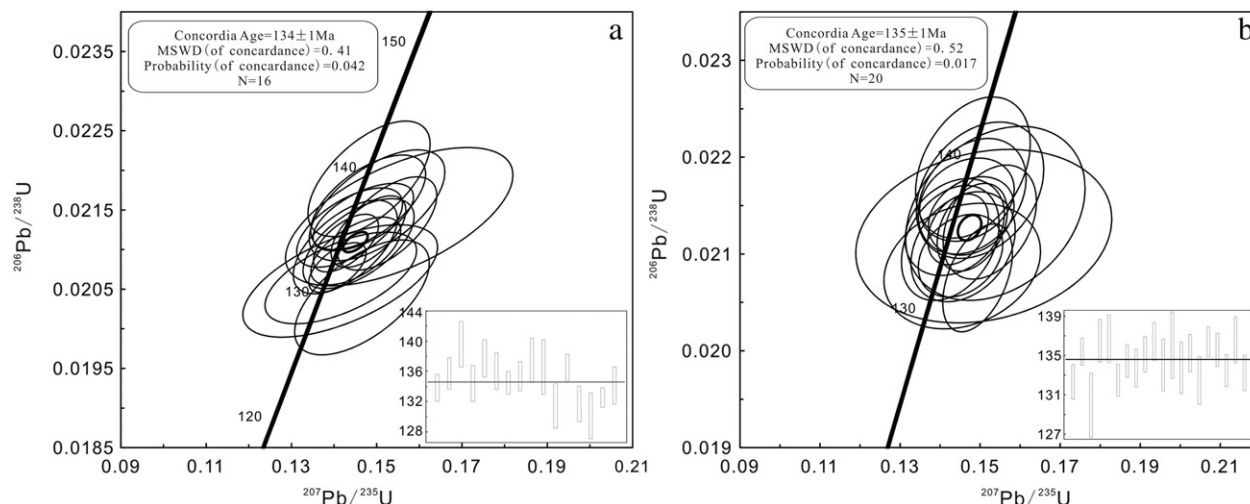 a
Concordia Age=134±1Ma
MSWD(of concordance)=0.41
Probability(of concordance)=0.042
N=16
150
140
130
120
0.0235
0.0225
0.0215
0.0205
0.0195
0.0185
²⁰⁶Pb/²³⁸U
0.09 0.11 0.13 0.15 0.17 0.19 0.21
²⁰⁷Pb/²³⁵U
144
140
136
132
128
b
Concordia Age=135±1Ma
MSWD(of concordance)=0.52
Probability(of concordance)=0.017
N=20
140
130
0.023
0.022
0.021
0.020
0.019
²⁰⁶Pb/²³⁸U
0.09 0.11 0.13 0.15 0.17 0.19 0.21
²⁰⁷Pb/²³⁵U
139
135
131
127